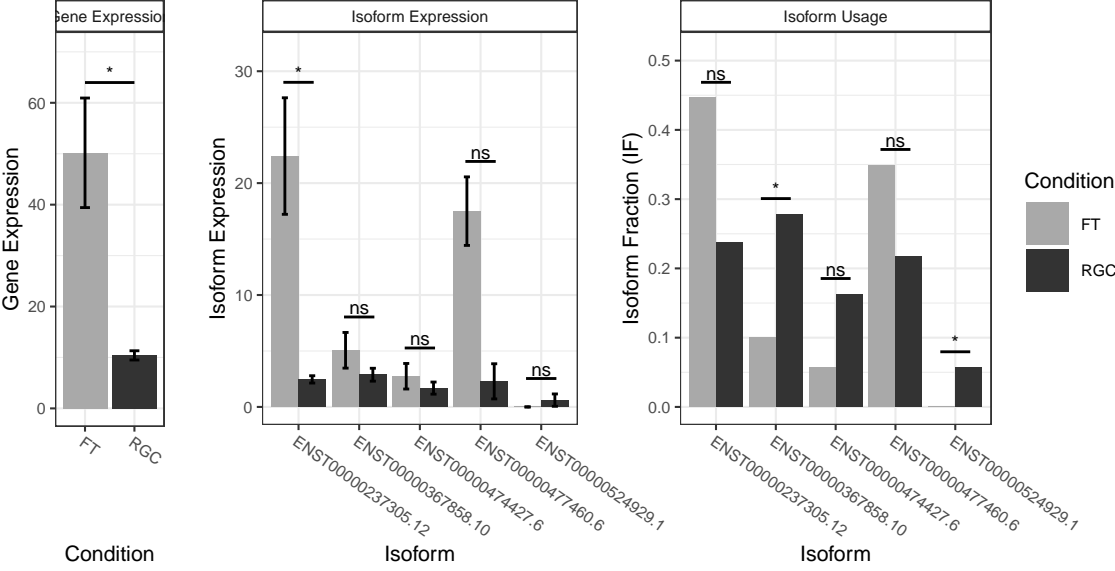 Gene Expression
*
60
40
20
0
Gene Expression
FT
RGC
Condition
Isoform Expression
*
ns
ns
ns
ns
30
20
10
0
Isoform Expression
ENST00000237305.12
ENST00000367858.10
ENST00000474427.6
ENST00000477460.6
ENST00000524929.1
Isoform
Isoform Usage
ns
*
ns
ns
*
0.5
0.4
0.3
0.2
0.1
0.0
Isoform Fraction (IF)
ENST00000237305.12
ENST00000367858.10
ENST00000474427.6
ENST00000477460.6
ENST00000524929.1
Isoform
Condition
FT
RGC